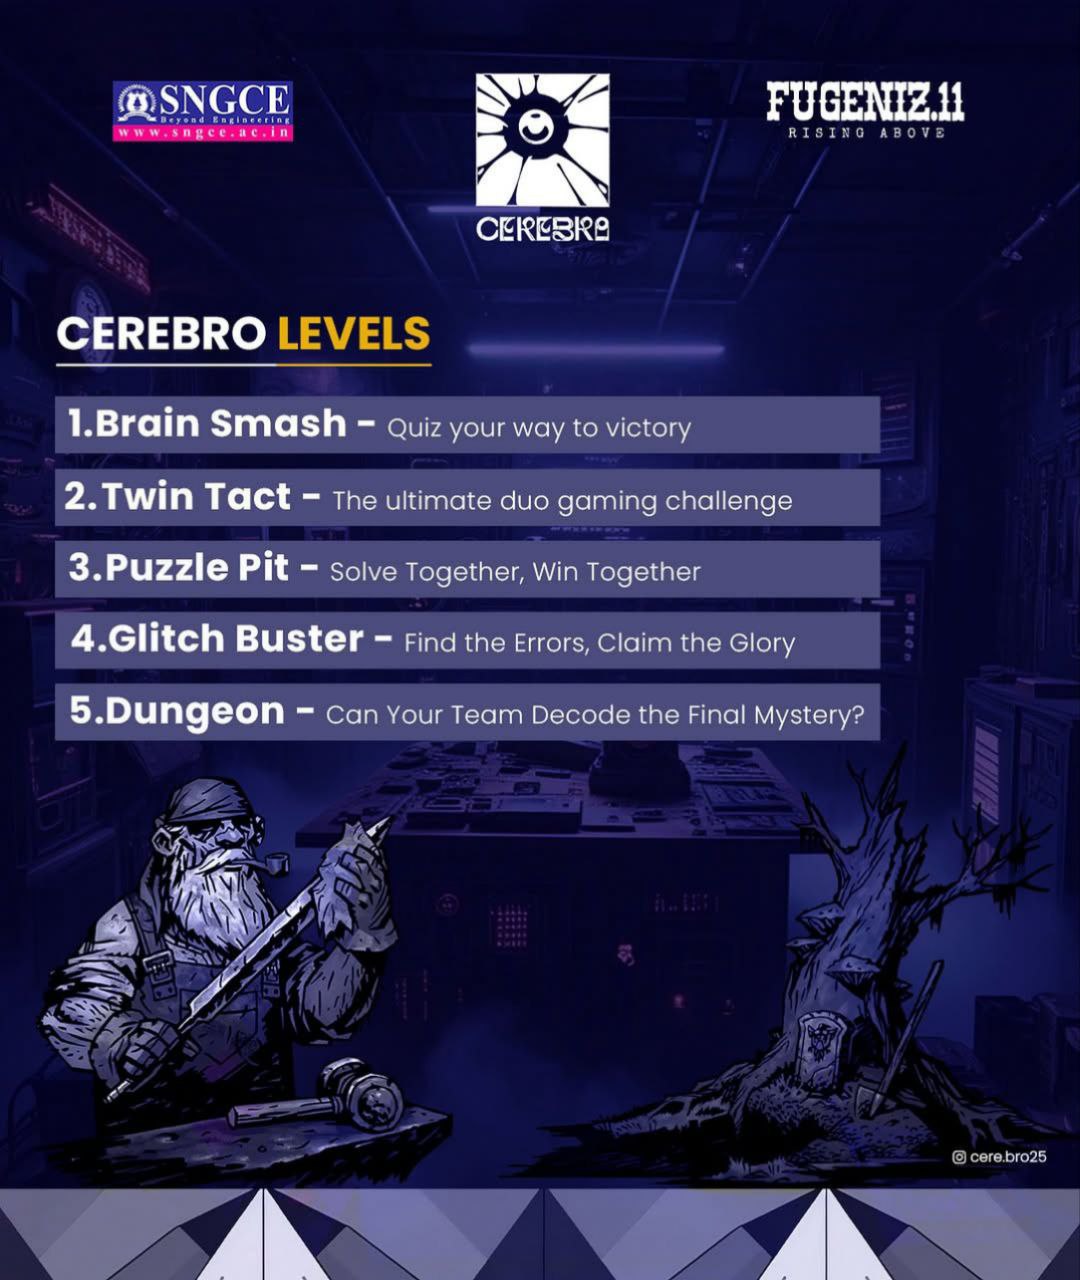 SNGCE
Beyond Engineering
www.sngce.ac.in
CEREBRO
FUGENIZ.11
RISING ABOVE
CEREBRO LEVELS
1.Brain Smash - Quiz your way to victory
2.Twin Tact - The ultimate duo gaming challenge
3.Puzzle Pit - Solve Together, Win Together
4.Glitch Buster - Find the Errors, Claim the Glory
5.Dungeon - Can Your Team Decode the Final Mystery?
cere.bro25